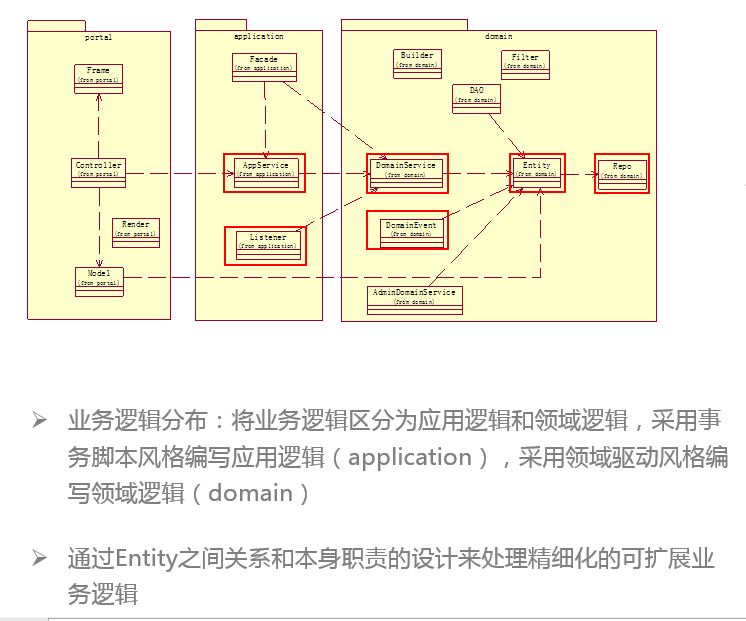 portal
application
domain
Frame
(from portal)
Controller
(from portal)
Render
(from portal)
Model
(from portal)
Facade
(from application)
AppService
(from application)
Listener
(from application)
Builder
(from domain)
Filter
(from domain)
DAO
(from domain)
DomainService
(from domain)
Entity
(from domain)
Repo
(from domain)
DomainEvent
(from domain)
AdminDomainService
(from domain)
业务逻辑分布：将业务逻辑区分为应用逻辑和领域逻辑，采用事
务脚本风格编写应用逻辑（application），采用领域驱动风格编
写领域逻辑（domain）
通过Entity之间关系和本身职责的设计来处理精细化的可扩展业
务逻辑